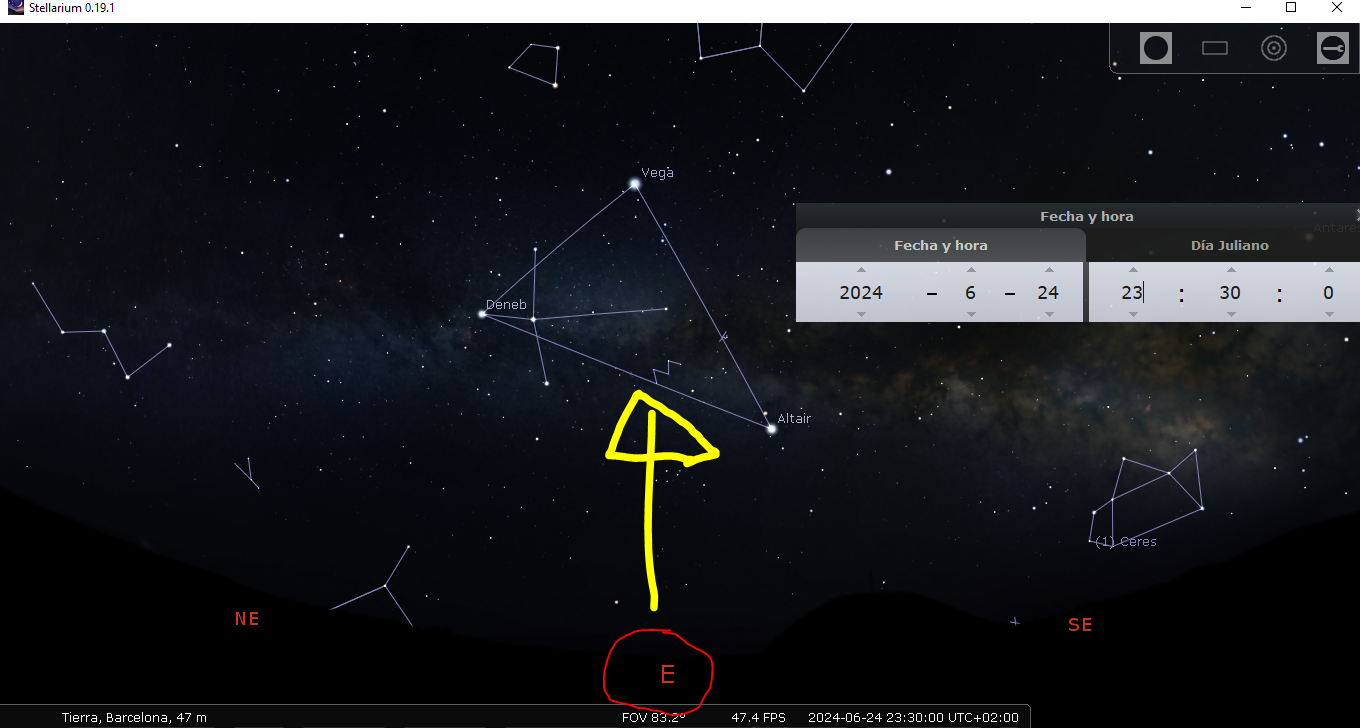 Stellarium 0.19.1
Vega
Fecha y hora
Antares
Fecha y hora
Día Juliano
2024 - 6 - 24
23 : 30 : 0
Deneb
Altair
(1) Ceres
NE
SE
E
Tierra, Barcelona, 47 m
FOV 83.2°
47.4 FPS
2024-06-24 23:30:00 UTC+02:00